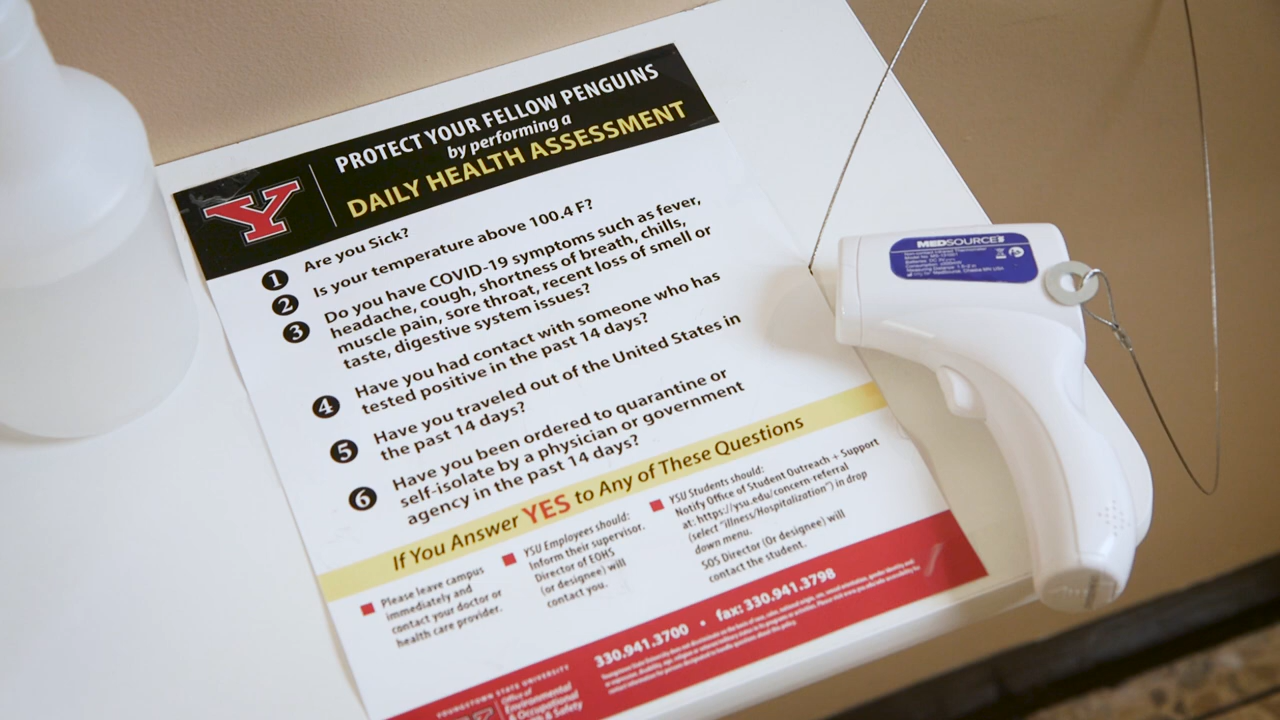 PROTECT YOUR FELLOW PENGUINS
by performing a
DAILY HEALTH ASSESSMENT
Y
1 Are you Sick?
2 Is your temperature above 100.4 F?
3 Do you have COVID-19 symptoms such as fever,
headache, cough, shortness of breath, chills,
muscle pain, sore throat, recent loss of smell or
taste, digestive system issues?
4 Have you had contact with someone who has
tested positive in the past 14 days?
5 Have you traveled out of the United States in
the past 14 days?
6 Have you been ordered to quarantine or
self-isolate by a physician or government
agency in the past 14 days?
If You Answer YES to Any of These Questions
Please leave campus
immediately and
contact your doctor or
health care provider.
YSU Employees should:
Inform their supervisor.
Director of EOHS
(or designee) will
contact you.
YSU Students should:
Notify Office of Student Outreach + Support
at: https://ysu.edu/concern-referral
(select "illness/Hospitalization") in drop
down menu.
SOS Director (Or designee) will
contact the student.
330.941.3700 • fax: 330.941.3798
YOUNGSTOWN STATE UNIVERSITY
Office of
Environmental
& Occupational
Health & Safety
MEDSOURCE